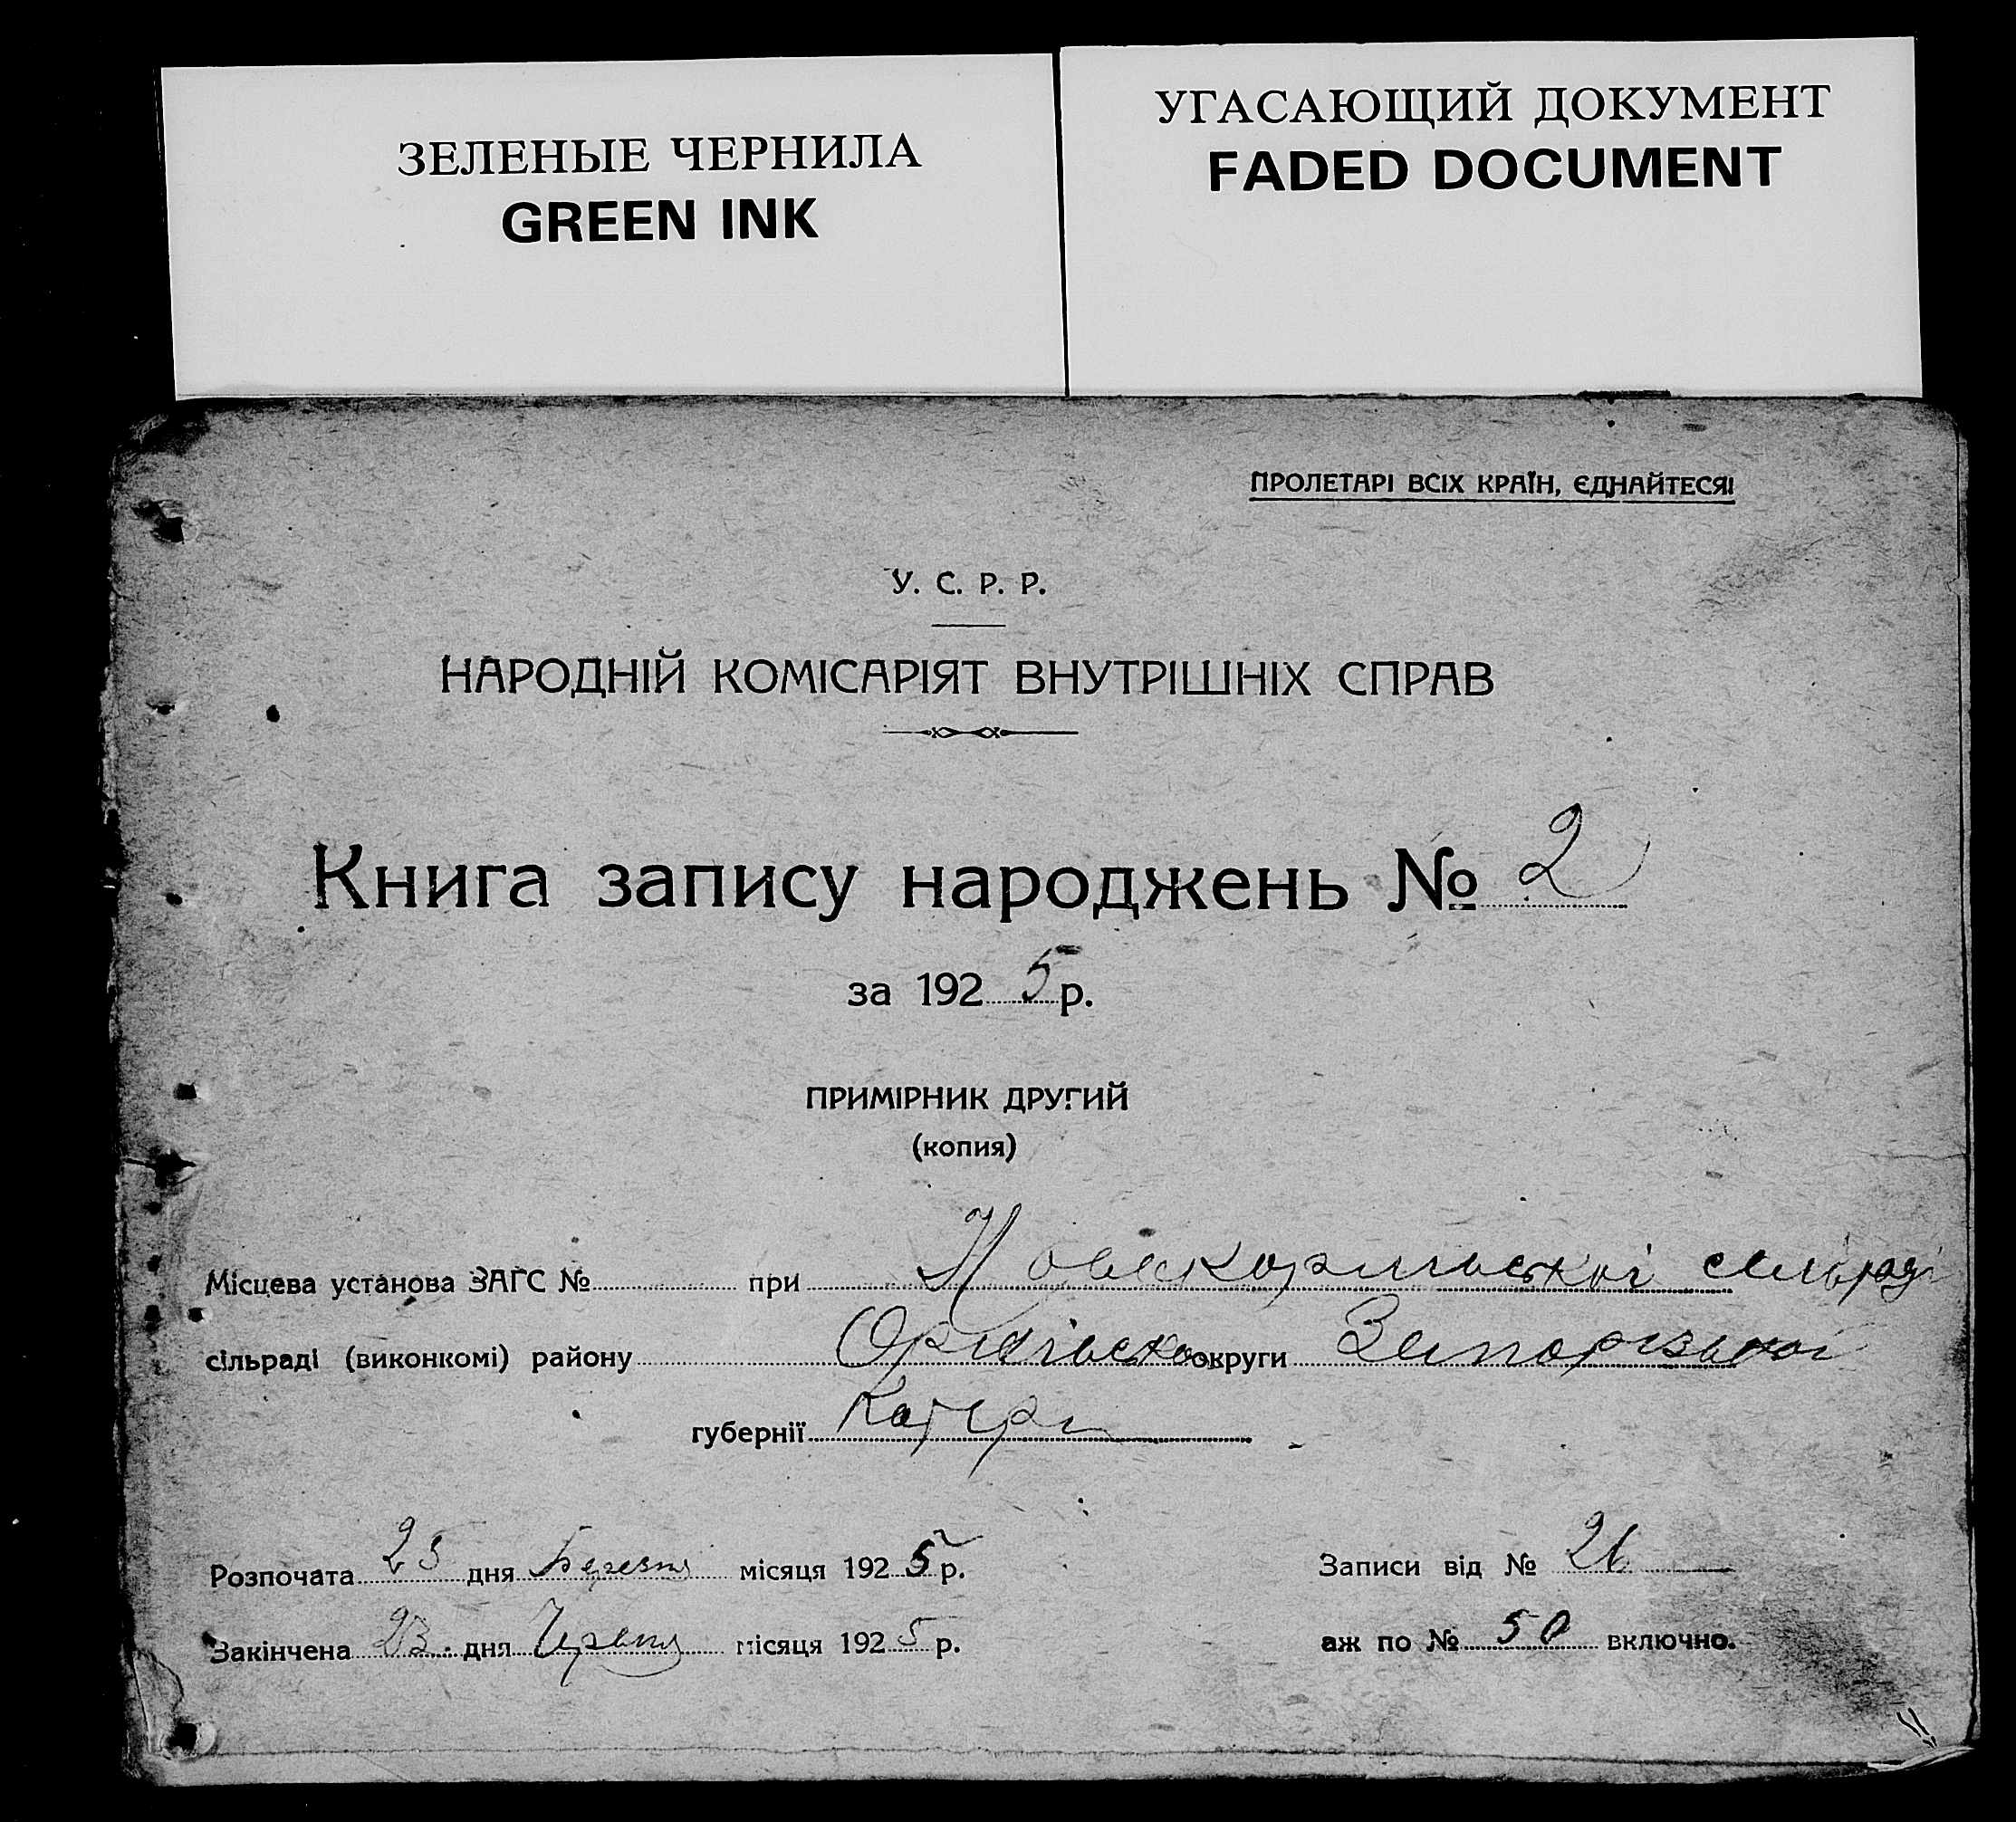 ЗЕЛЕНЫЕ ЧЕРНИЛА
GREEN INK
УГАСАЮЩИЙ ДОКУМЕНТ
FADED DOCUMENT
ПРОЛЕТАРІ ВСІХ КРАЇН, ЄДНАЙТЕСЯ!
У. С. Р. Р.
НАРОДНІЙ КОМІСАРІЯТ ВНУТРІШНІХ СПРАВ
Книга запису народжень № 2
за 1925 р.
ПРИМІРНИК ДРУГИЙ
(копия)
Місцева установа ЗАГС № при сільраді
сільраді (виконкомі) району округи Запорізької
губернії Катер
Розпочата 25 дня Березня місяця 1925 р.
Записи від № 26
Закінчена 23 дня Червня місяця 1925 р.
аж по № 50 включно.